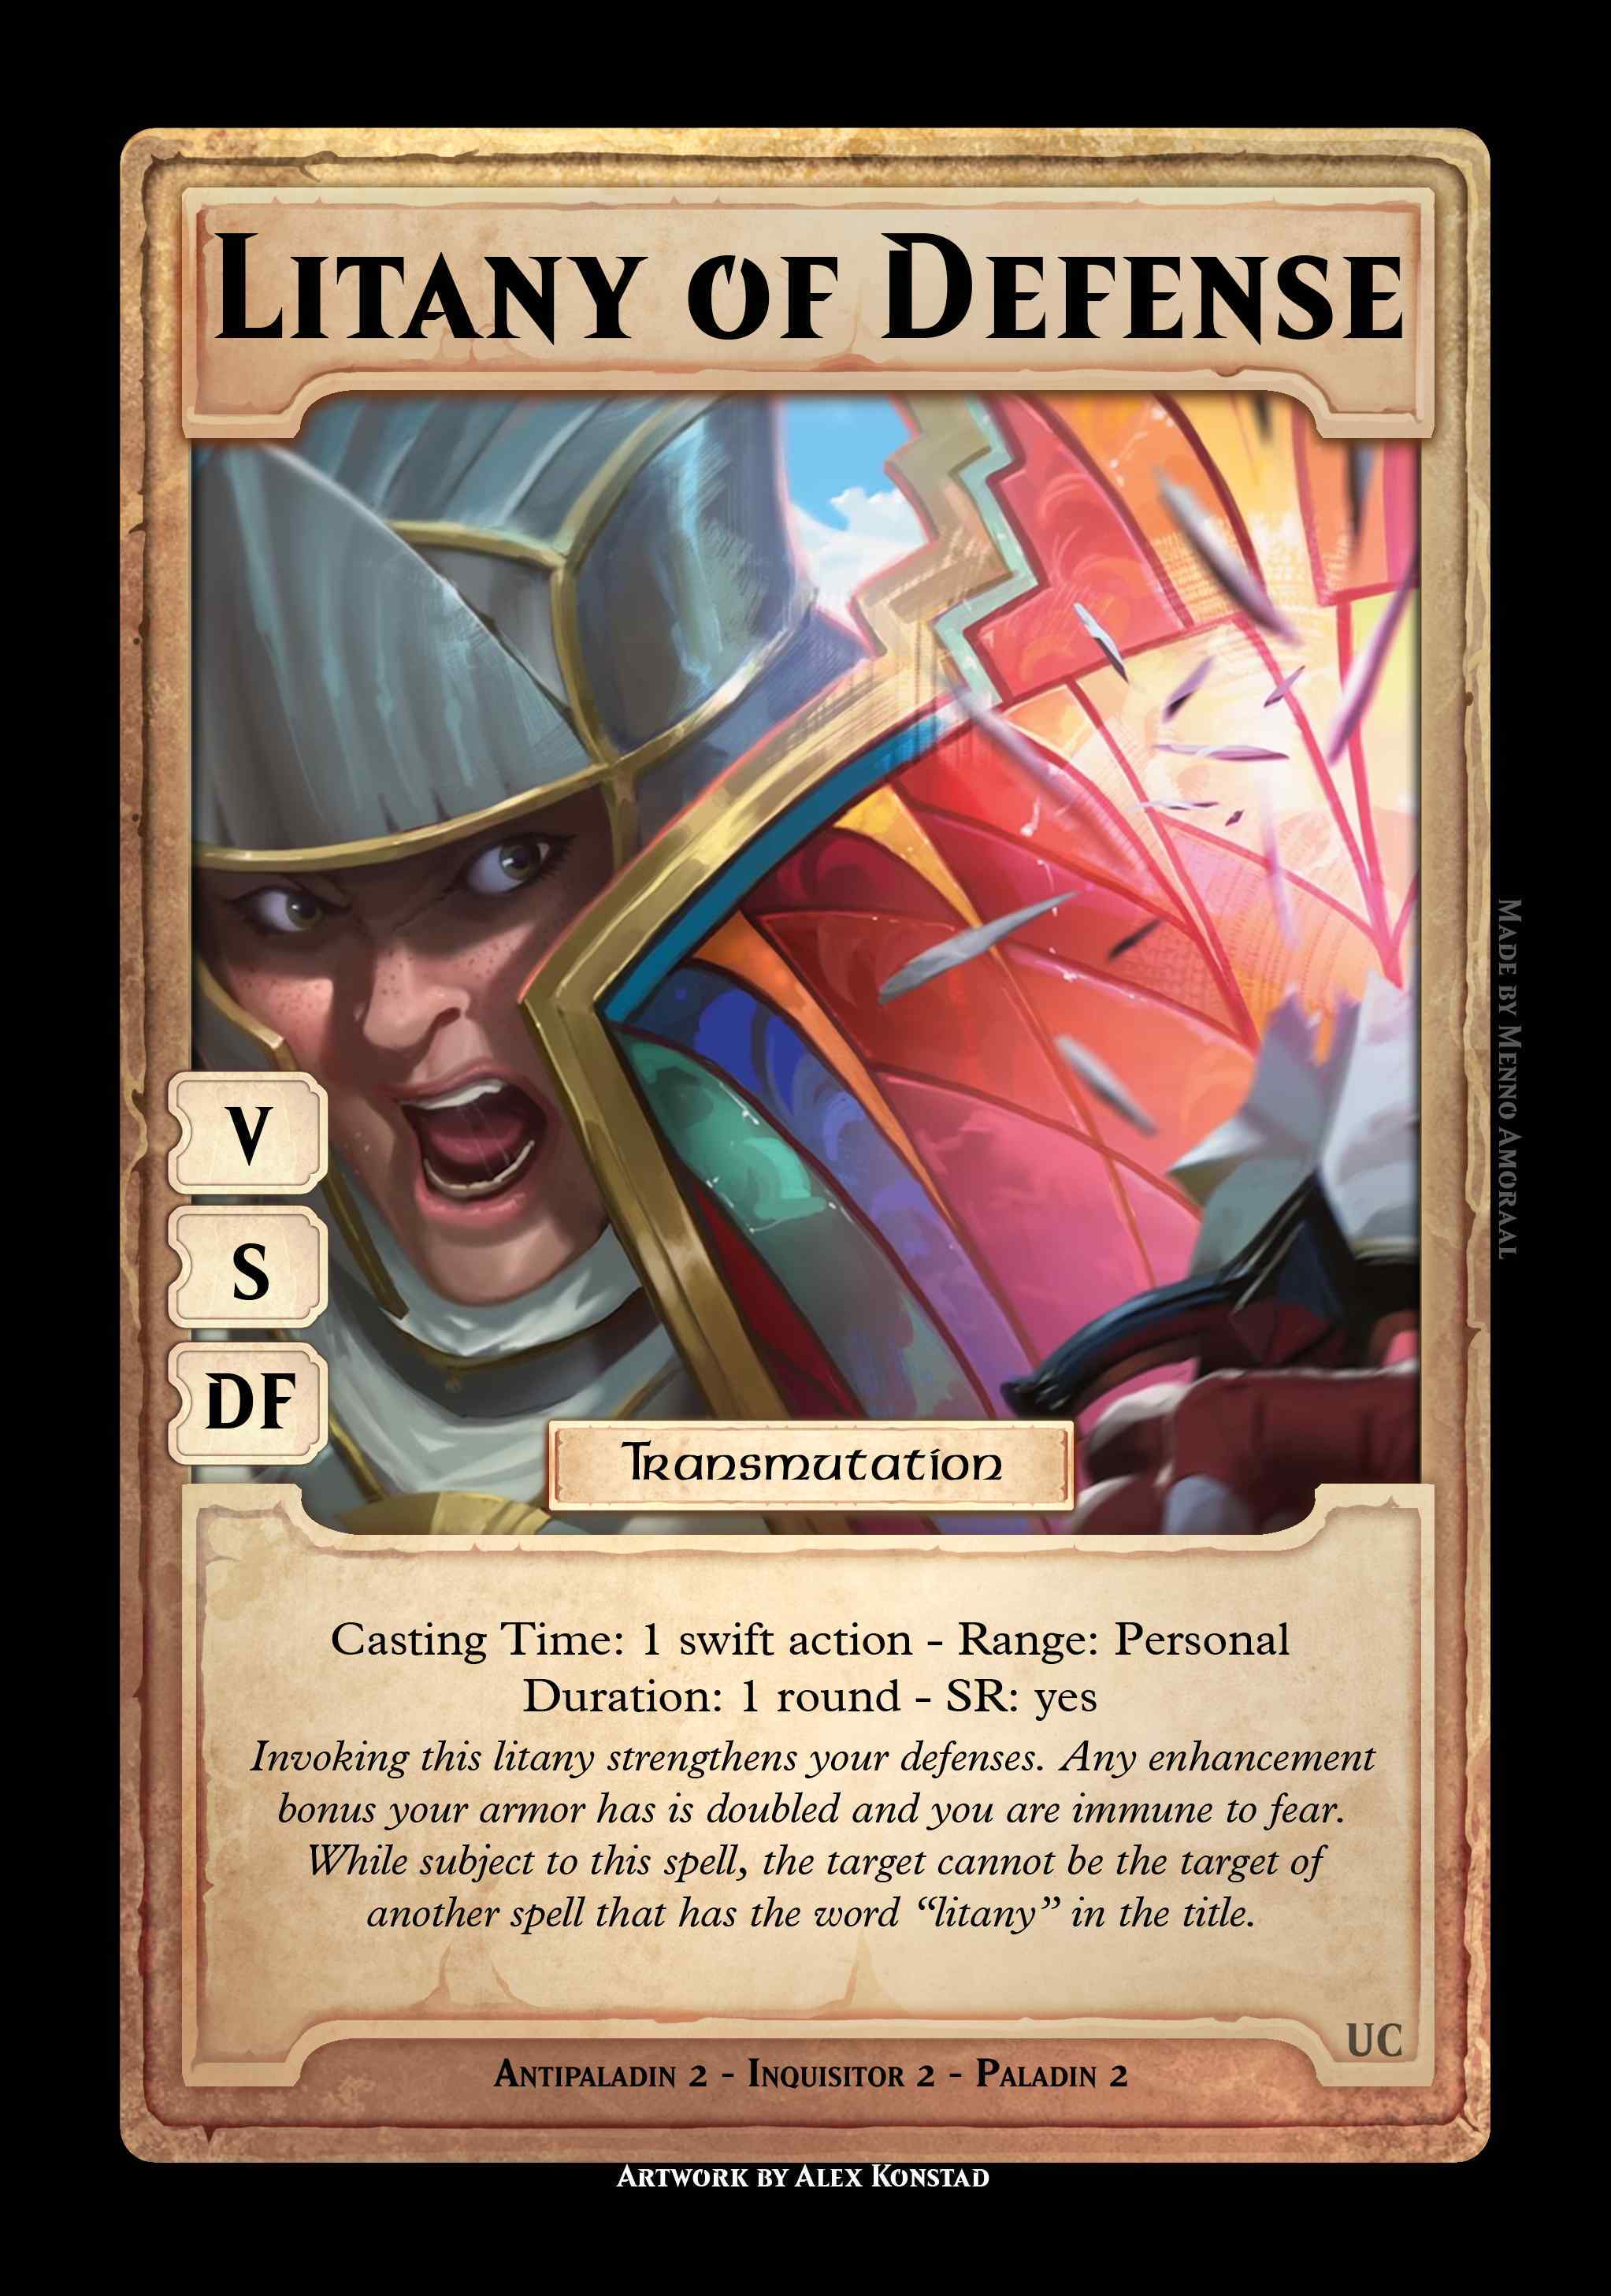 Litany of Defense
V
S
DF
Transmutation
Casting Time: 1 swift action - Range: Personal
Duration: 1 round - SR: yes
Invoking this litany strengthens your defenses. Any enhancement
bonus your armor has is doubled and you are immune to fear.
While subject to this spell, the target cannot be the target of
another spell that has the word “litany” in the title.
UC
Antipaladin 2 - Inquisitor 2 - Paladin 2
Artwork by Alex Konstad
Made by Menno Amoraal